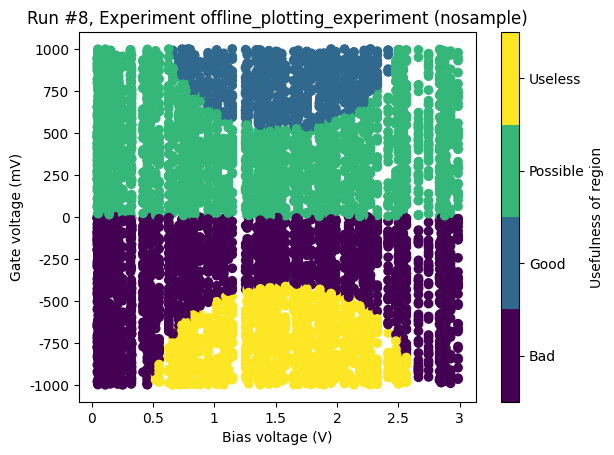 Run #8, Experiment offline_plotting_experiment (nosample)
1000
750
500
250
0
-250
-500
-750
-1000
Gate voltage (mV)
0
0.5
1
1.5
2
2.5
3
Bias voltage (V)
Useless
Possible
Good
Bad
Usefulness of region